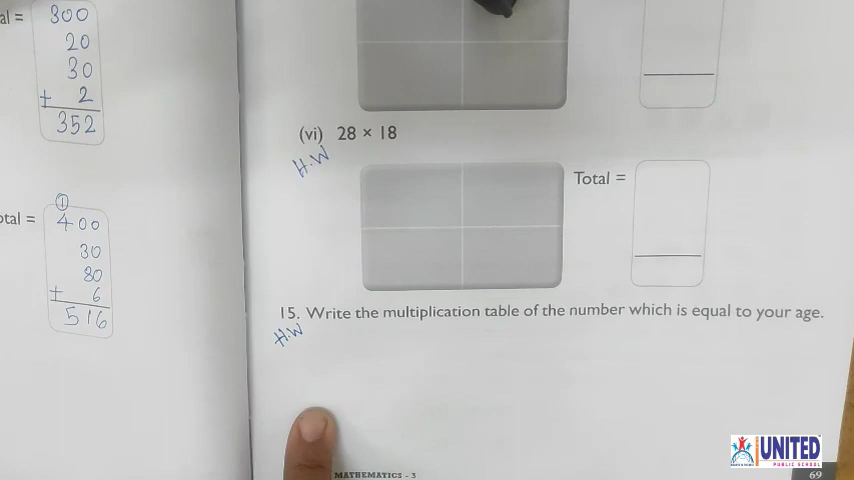 al = 300
20
30
+ 2
352
otal = 1
400
30
80
+ 6
516
(vi) 28 × 18
H.W
Total =
15. Write the multiplication table of the number which is equal to your age.
H.W
MATHEMATICS - 3
69
UNITED
PUBLIC SCHOOL